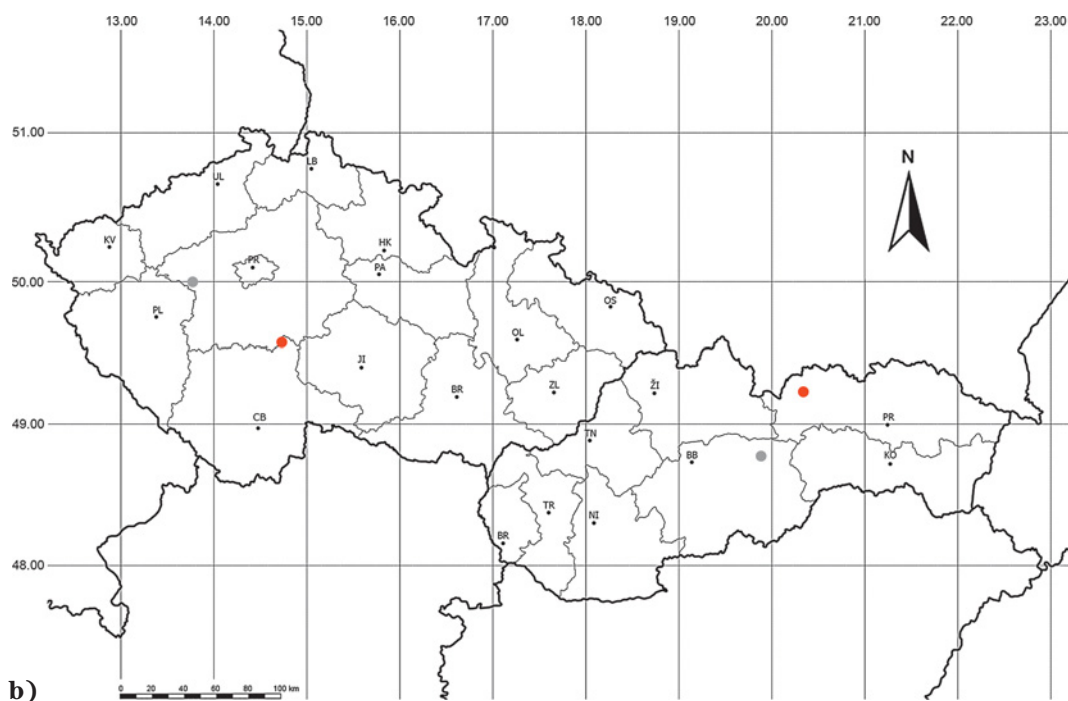 13.00 14.00 15.00 16.00 17.00 18.00 19.00 20.00 21.00 22.00 23.00
51.00
N
LB
UL
KV
HK
PR
PA
50.00
OS
PL
OL
JI
BR
ZL
ŽI
49.00
CB
PR
TN
BB
KO
TR
NI
BR
48.00
b)
0 20 40 60 80 100 km